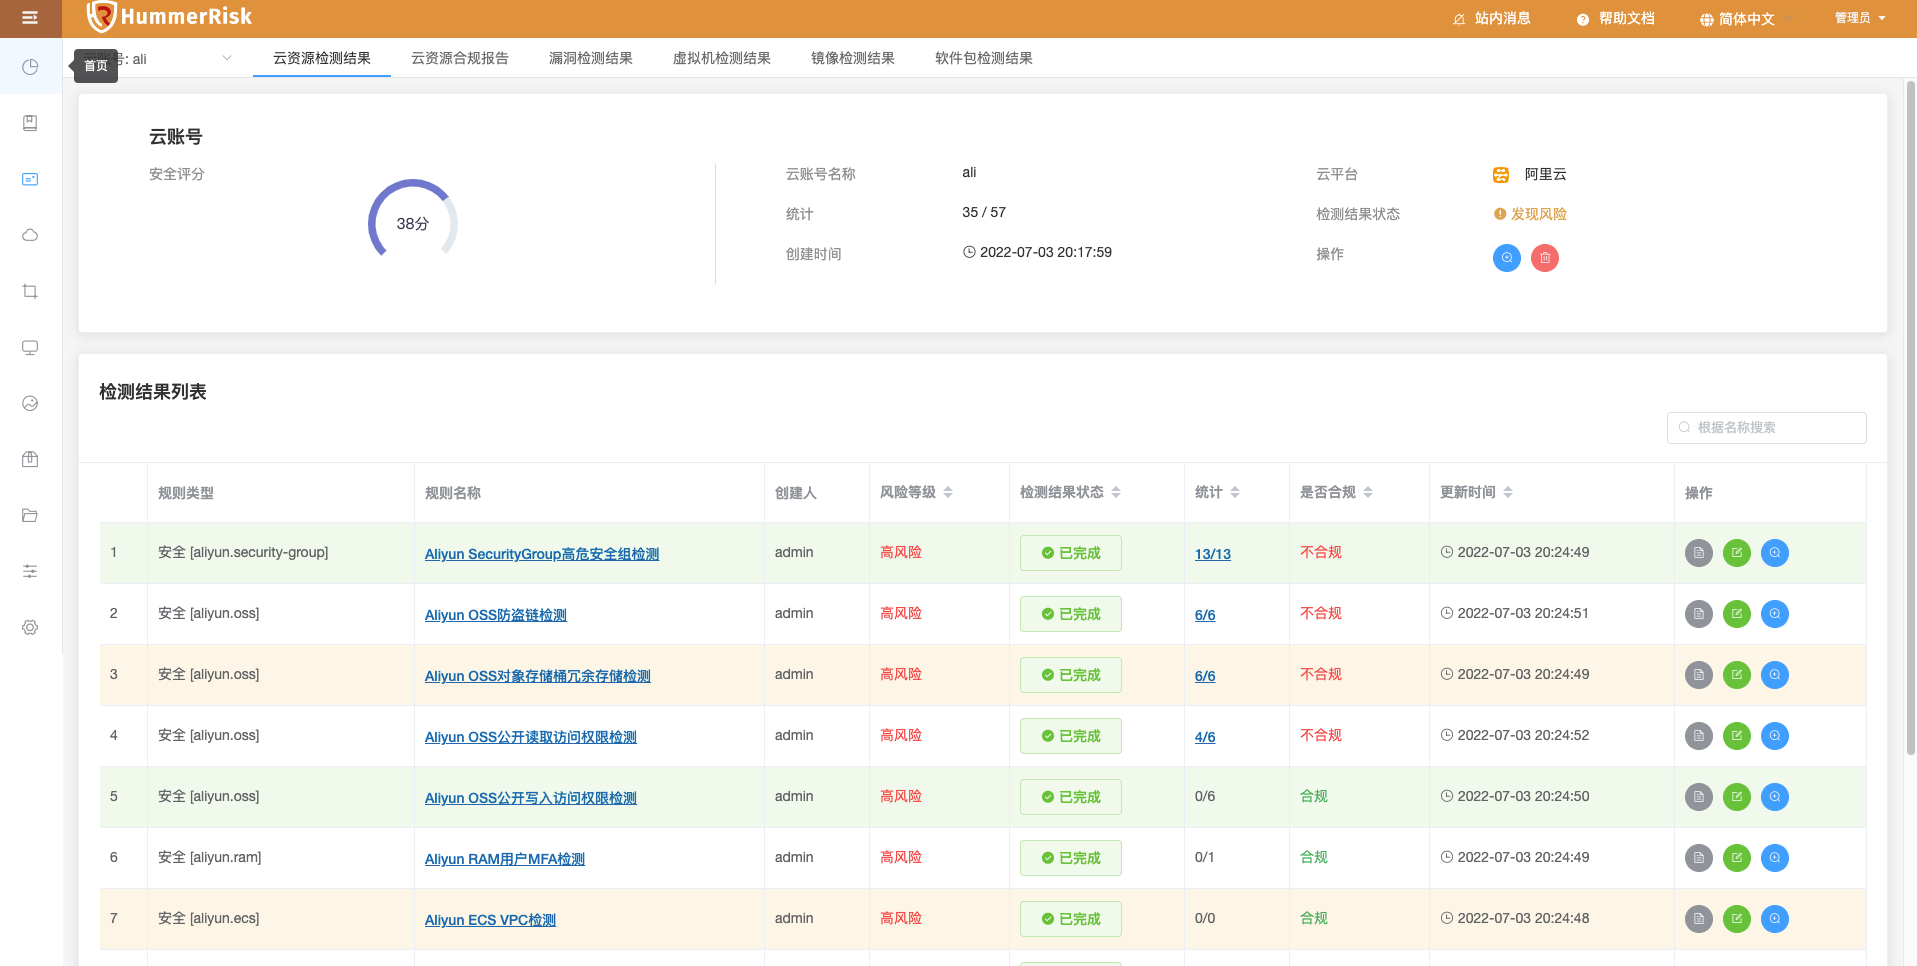 HummerRisk
站内消息
帮助文档
简体中文
管理员
首页
号: ali
云资源检测结果
云资源合规报告
漏洞检测结果
虚拟机检测结果
镜像检测结果
软件包检测结果
云账号
安全评分
38分
云账号名称
ali
云平台
阿里云
统计
35 / 57
检测结果状态
发现风险
创建时间
2022-07-03 20:17:59
操作
检测结果列表
根据名称搜索
规则类型 规则名称 创建人 风险等级 检测结果状态 统计 是否合规 更新时间 操作
1 安全 [aliyun.security-group] Aliyun SecurityGroup高危安全组检测 admin 高风险 已完成 13/13 不合规 2022-07-03 20:24:49
2 安全 [aliyun.oss] Aliyun OSS防盗链检测 admin 高风险 已完成 6/6 不合规 2022-07-03 20:24:51
3 安全 [aliyun.oss] Aliyun OSS对象存储桶冗余存储检测 admin 高风险 已完成 6/6 不合规 2022-07-03 20:24:49
4 安全 [aliyun.oss] Aliyun OSS公开读取访问权限检测 admin 高风险 已完成 4/6 不合规 2022-07-03 20:24:52
5 安全 [aliyun.oss] Aliyun OSS公开写入访问权限检测 admin 高风险 已完成 0/6 合规 2022-07-03 20:24:50
6 安全 [aliyun.ram] Aliyun RAM用户MFA检测 admin 高风险 已完成 0/1 合规 2022-07-03 20:24:49
7 安全 [aliyun.ecs] Aliyun ECS VPC检测 admin 高风险 已完成 0/0 合规 2022-07-03 20:24:48